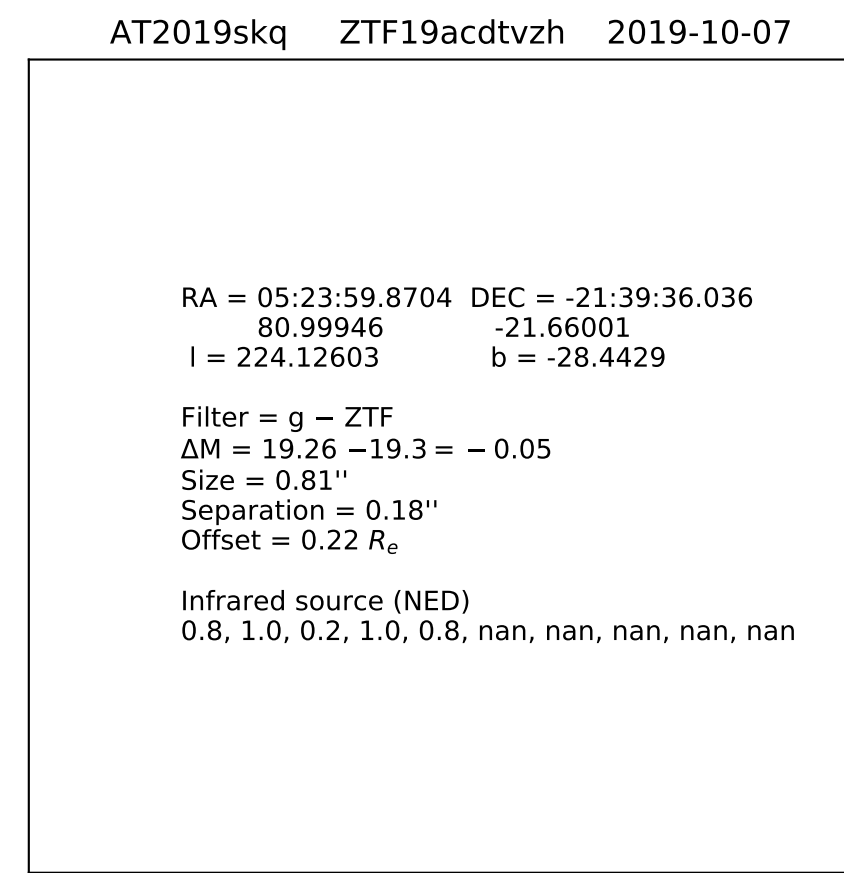 AT2019skq ZTF19acdtvzh 2019-10-07
RA = 05:23:59.8704 DEC = -21:39:36.036
80.99946 -21.66001
l = 224.12603 b = -28.4429
Filter = g − ZTF
ΔM = 19.26 −19.3 = − 0.05
Size = 0.81''
Separation = 0.18''
Offset = 0.22 Re
Infrared source (NED)
0.8, 1.0, 0.2, 1.0, 0.8, nan, nan, nan, nan, nan